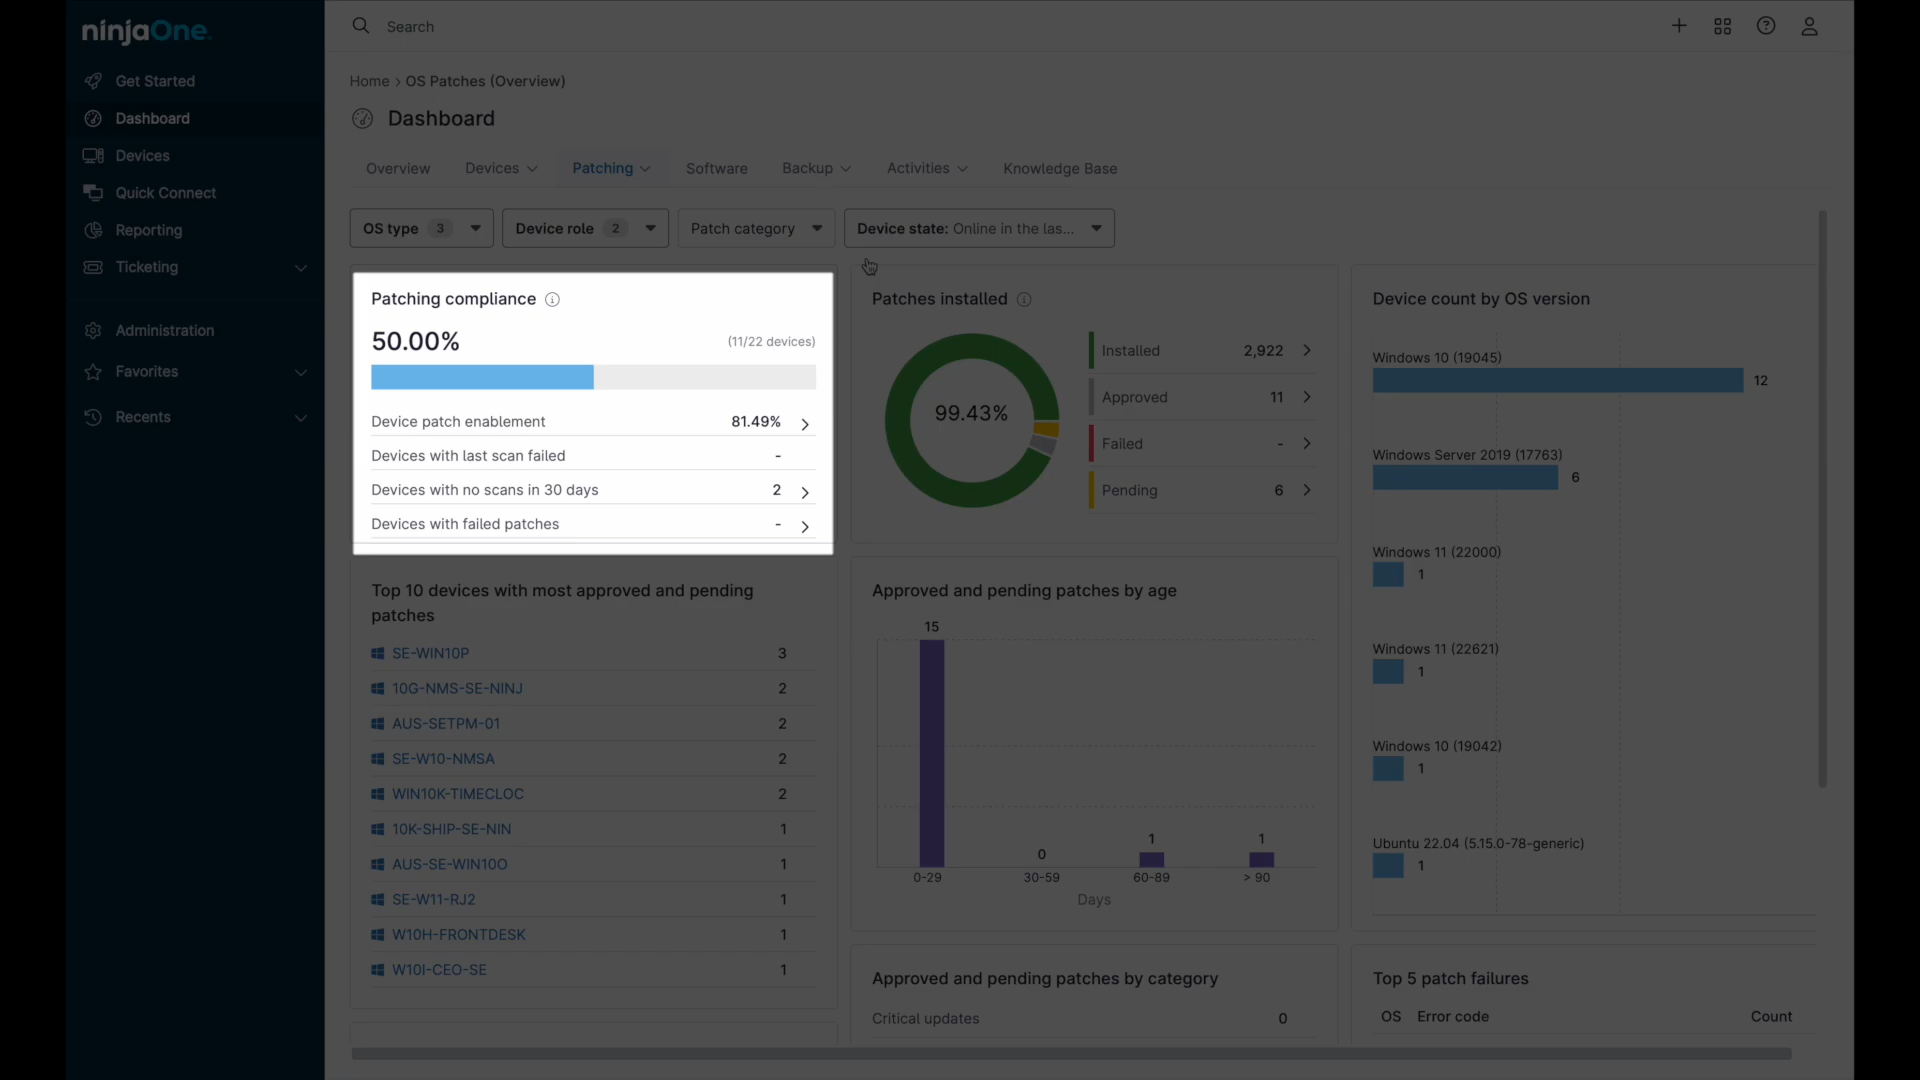 ninjaOne
Search
Get Started
Dashboard
Devices
Quick Connect
Reporting
Ticketing
Administration
Favorites
Recents
Home > OS Patches (Overview)
Dashboard
Overview Devices Patching Software Backup Activities Knowledge Base
OS type 3 Device role 2 Patch category Device state: Online in the las...
Patching compliance
50.00% (11/22 devices)
Device patch enablement 81.49%
Devices with last scan failed -
Devices with no scans in 30 days 2
Devices with failed patches -
Patches installed
99.43%
Installed 2,922
Approved 11
Failed -
Pending 6
Device count by OS version
Windows 10 (19045)
12
Windows Server 2019 (17763)
6
Windows 11 (22000)
1
Windows 11 (22621)
1
Windows 10 (19042)
1
Ubuntu 22.04 (5.15.0-78-generic)
1
Top 10 devices with most approved and pending
patches
SE-WIN10P 3
10G-NMS-SE-NINJ 2
AUS-SETPM-01 2
SE-W10-NMSA 2
WIN10K-TIMECLOC 2
10K-SHIP-SE-NIN 1
AUS-SE-WIN10O 1
SE-W11-RJ2 1
W10H-FRONTDESK 1
W10I-CEO-SE 1
Approved and pending patches by age
15
0
1
1
0-29 30-59 60-89 > 90
Days
Approved and pending patches by category
Critical updates 0
Top 5 patch failures
OS Error code Count